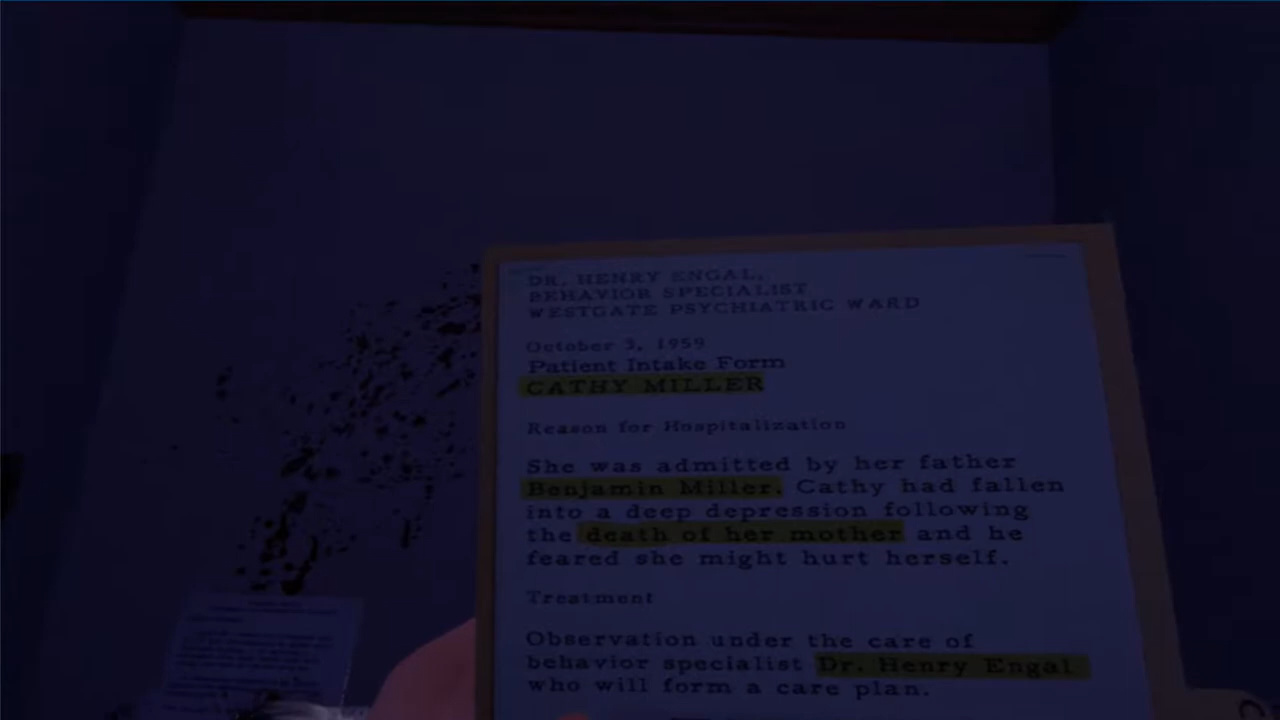 DR. HENRY ENGAL,
BEHAVIOR SPECIALIST
WESTGATE PSYCHIATRIC WARD
October 3, 1959
Patient Intake Form
CATHY MILLER
Reason for Hospitalization
She was admitted by her father
Benjamin Miller. Cathy had fallen
into a deep depression following
the death of her mother and he
feared she might hurt herself.
Treatment
Observation under the care of
behavior specialist Dr. Henry Engal
who will form a care plan.